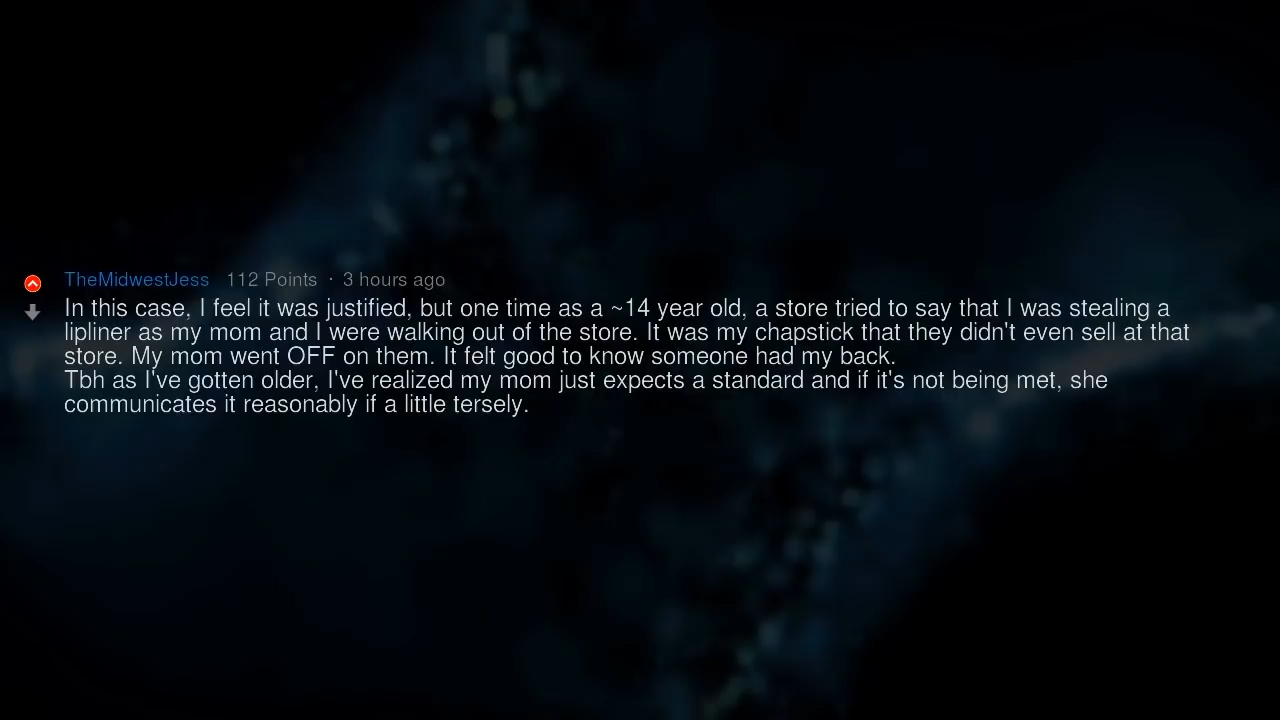 TheMidwestJess 112 Points · 3 hours ago
In this case, I feel it was justified, but one time as a ~14 year old, a store tried to say that I was stealing a
lipliner as my mom and I were walking out of the store. It was my chapstick that they didn't even sell at that
store. My mom went OFF on them. It felt good to know someone had my back.
Tbh as I've gotten older, I've realized my mom just expects a standard and if it's not being met, she
communicates it reasonably if a little tersely.